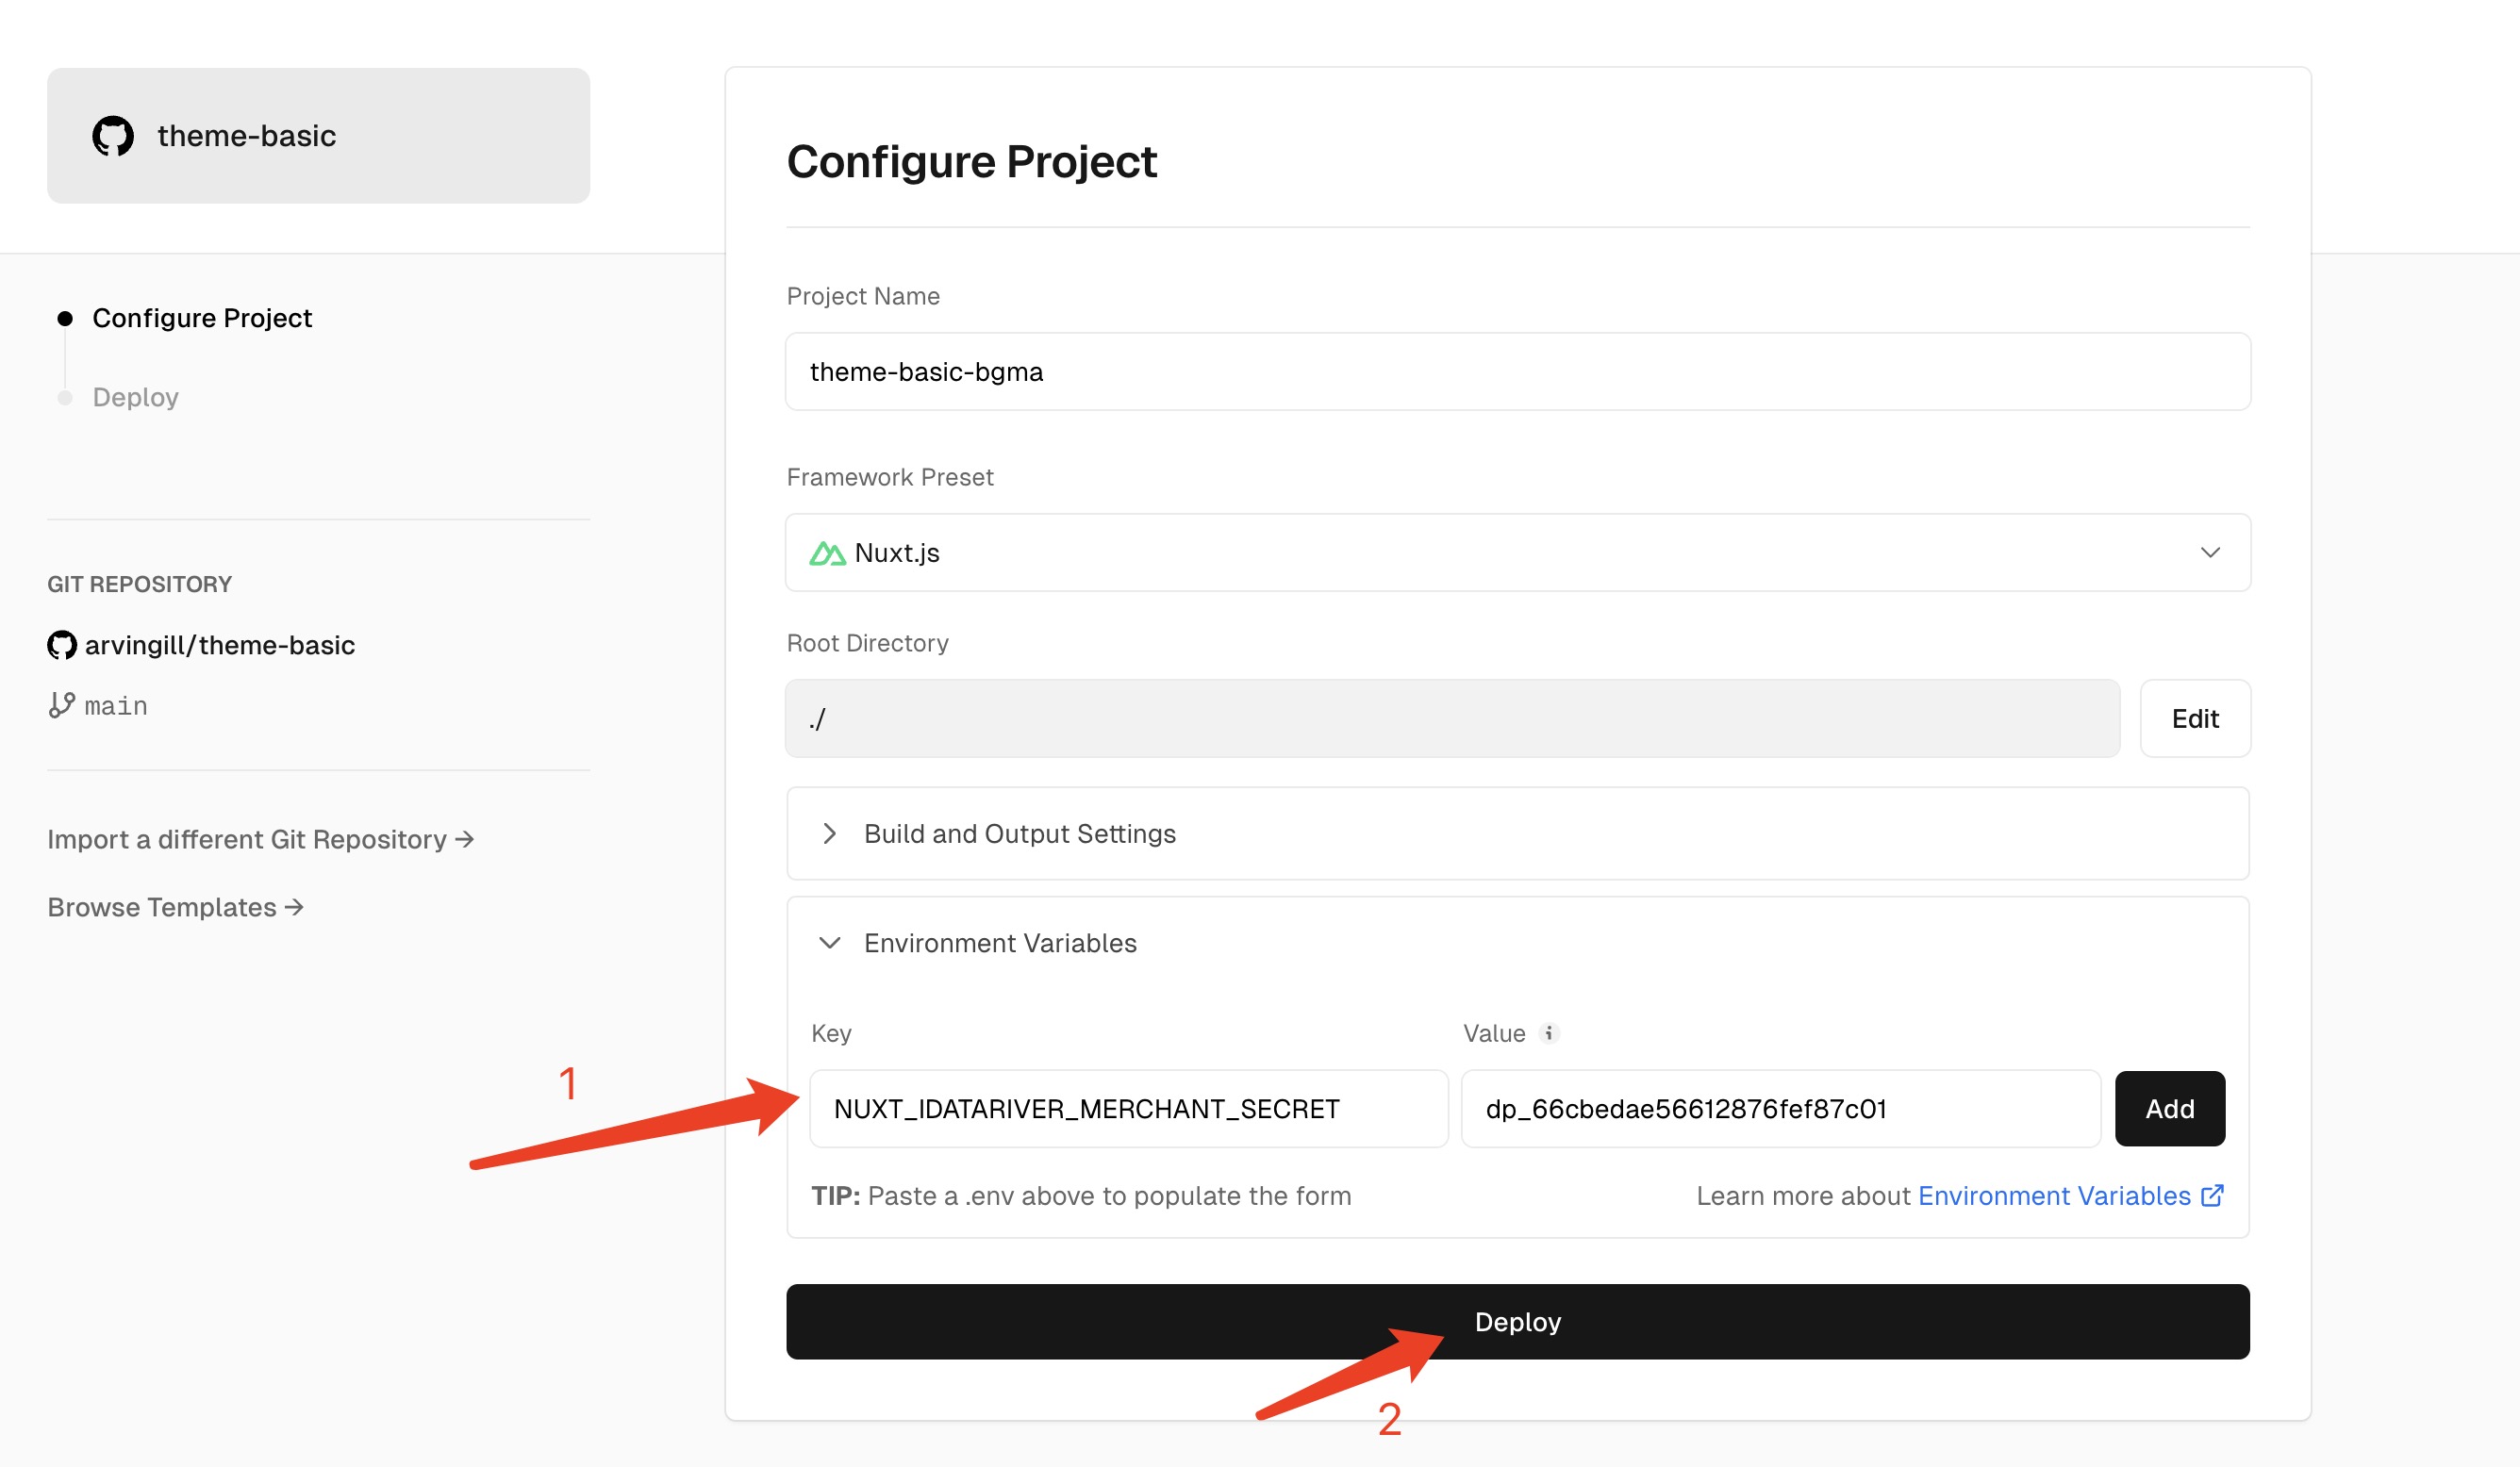 theme-basic
Configure Project
Deploy
GIT REPOSITORY
arvingill/theme-basic
main
Import a different Git Repository →
Browse Templates →
Configure Project
Project Name
theme-basic-bgma
Framework Preset
Nuxt.js
Root Directory
./
Edit
Build and Output Settings
Environment Variables
Key
Value
NUXT_IDATARIVER_MERCHANT_SECRET
dp_66cbedae56612876fef87c01
Add
TIP: Paste a .env above to populate the form
Learn more about Environment Variables
Deploy
1
2